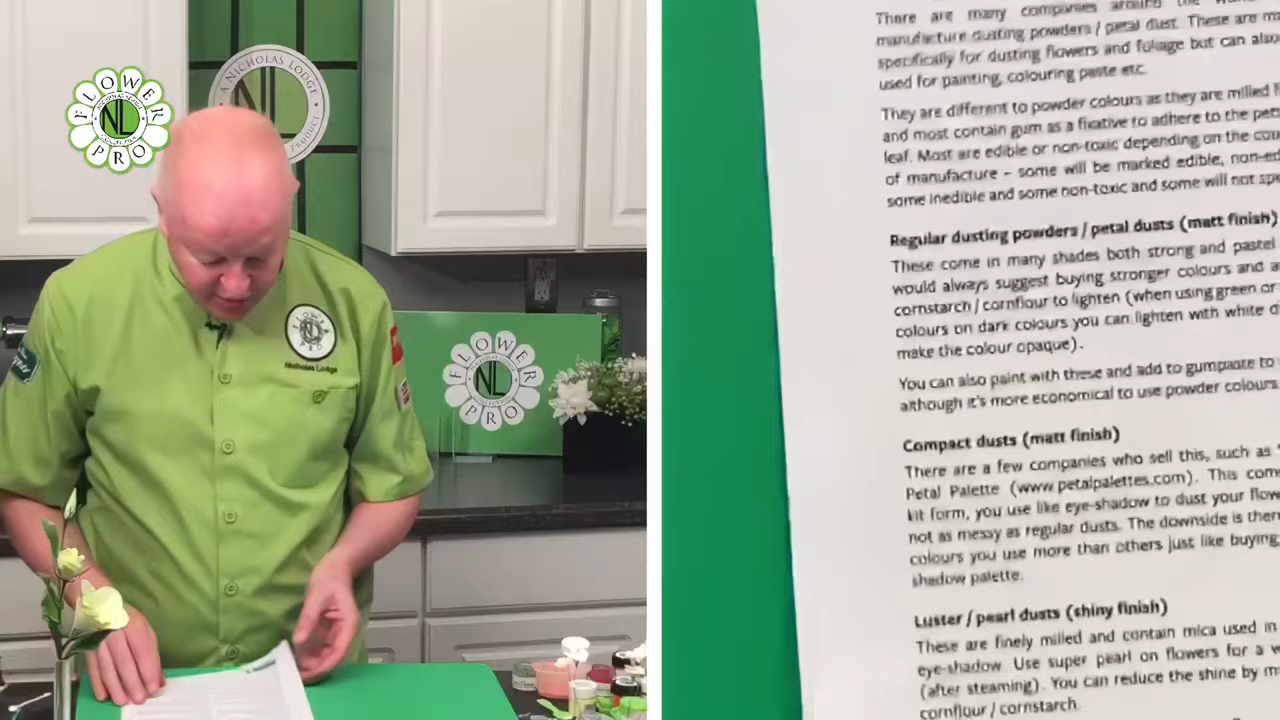 FLOWER
PRO
NL
A NICHOLAS LODGE
PRODUCT
NL
FLOWER
PRO
NL
Nicholas Lodge
FLOWER
PRO
NL
There are many companies around the
manufacture dusting powders / petal dust. These are
specifically for dusting flowers and foliage but can also
used for painting, colouring paste etc.
They are different to powder colours as they are milled
and most contain gum as a fixative to adhere to the
leaf. Most are edible or non-toxic depending on the
of manufacture – some will be marked edible,
some inedible and some non-toxic and some will not
Regular dusting powders / petal dusts (matt finish)
These come in many shades both strong and pastel
would always suggest buying stronger colours and
cornstarch / cornflour to lighten (when using green or
colours on dark colours you can lighten with white
make the colour opaque).
You can also paint with these and add to gumpaste to
although it's more economical to use powder colours.
Compact dusts (matt finish)
There are a few companies who sell this, such as
Petal Palette (www.petalpalettes.com). This
kit form, you use like eye-shadow to dust your
not as messy as regular dusts. The downside is
colours you use more than others just like buying
shadow palette.
Luster / pearl dusts (shiny finish)
These are finely milled and contain mica used in
eye-shadow. Use super pearl on flowers for a
(after steaming). You can reduce the shine by
cornflour / cornstarch.